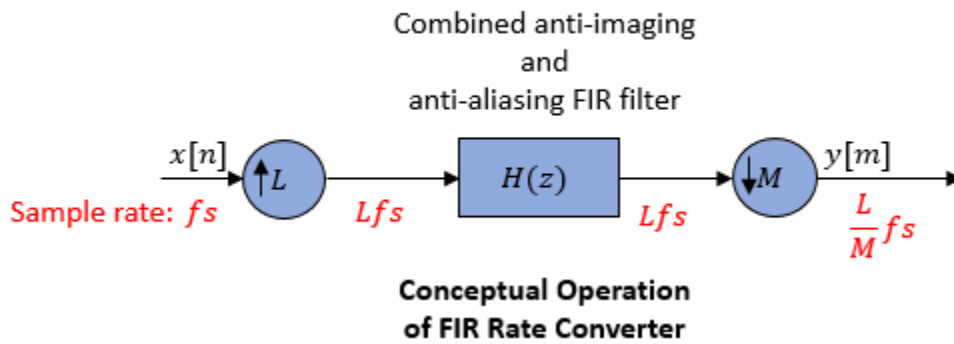 Combined anti-imaging
and
anti-aliasing FIR filter
x[n]
↑L
H(z)
↓M
y[m]
Sample rate: fs
Lfs
Lfs
L/M fs
Conceptual Operation
of FIR Rate Converter